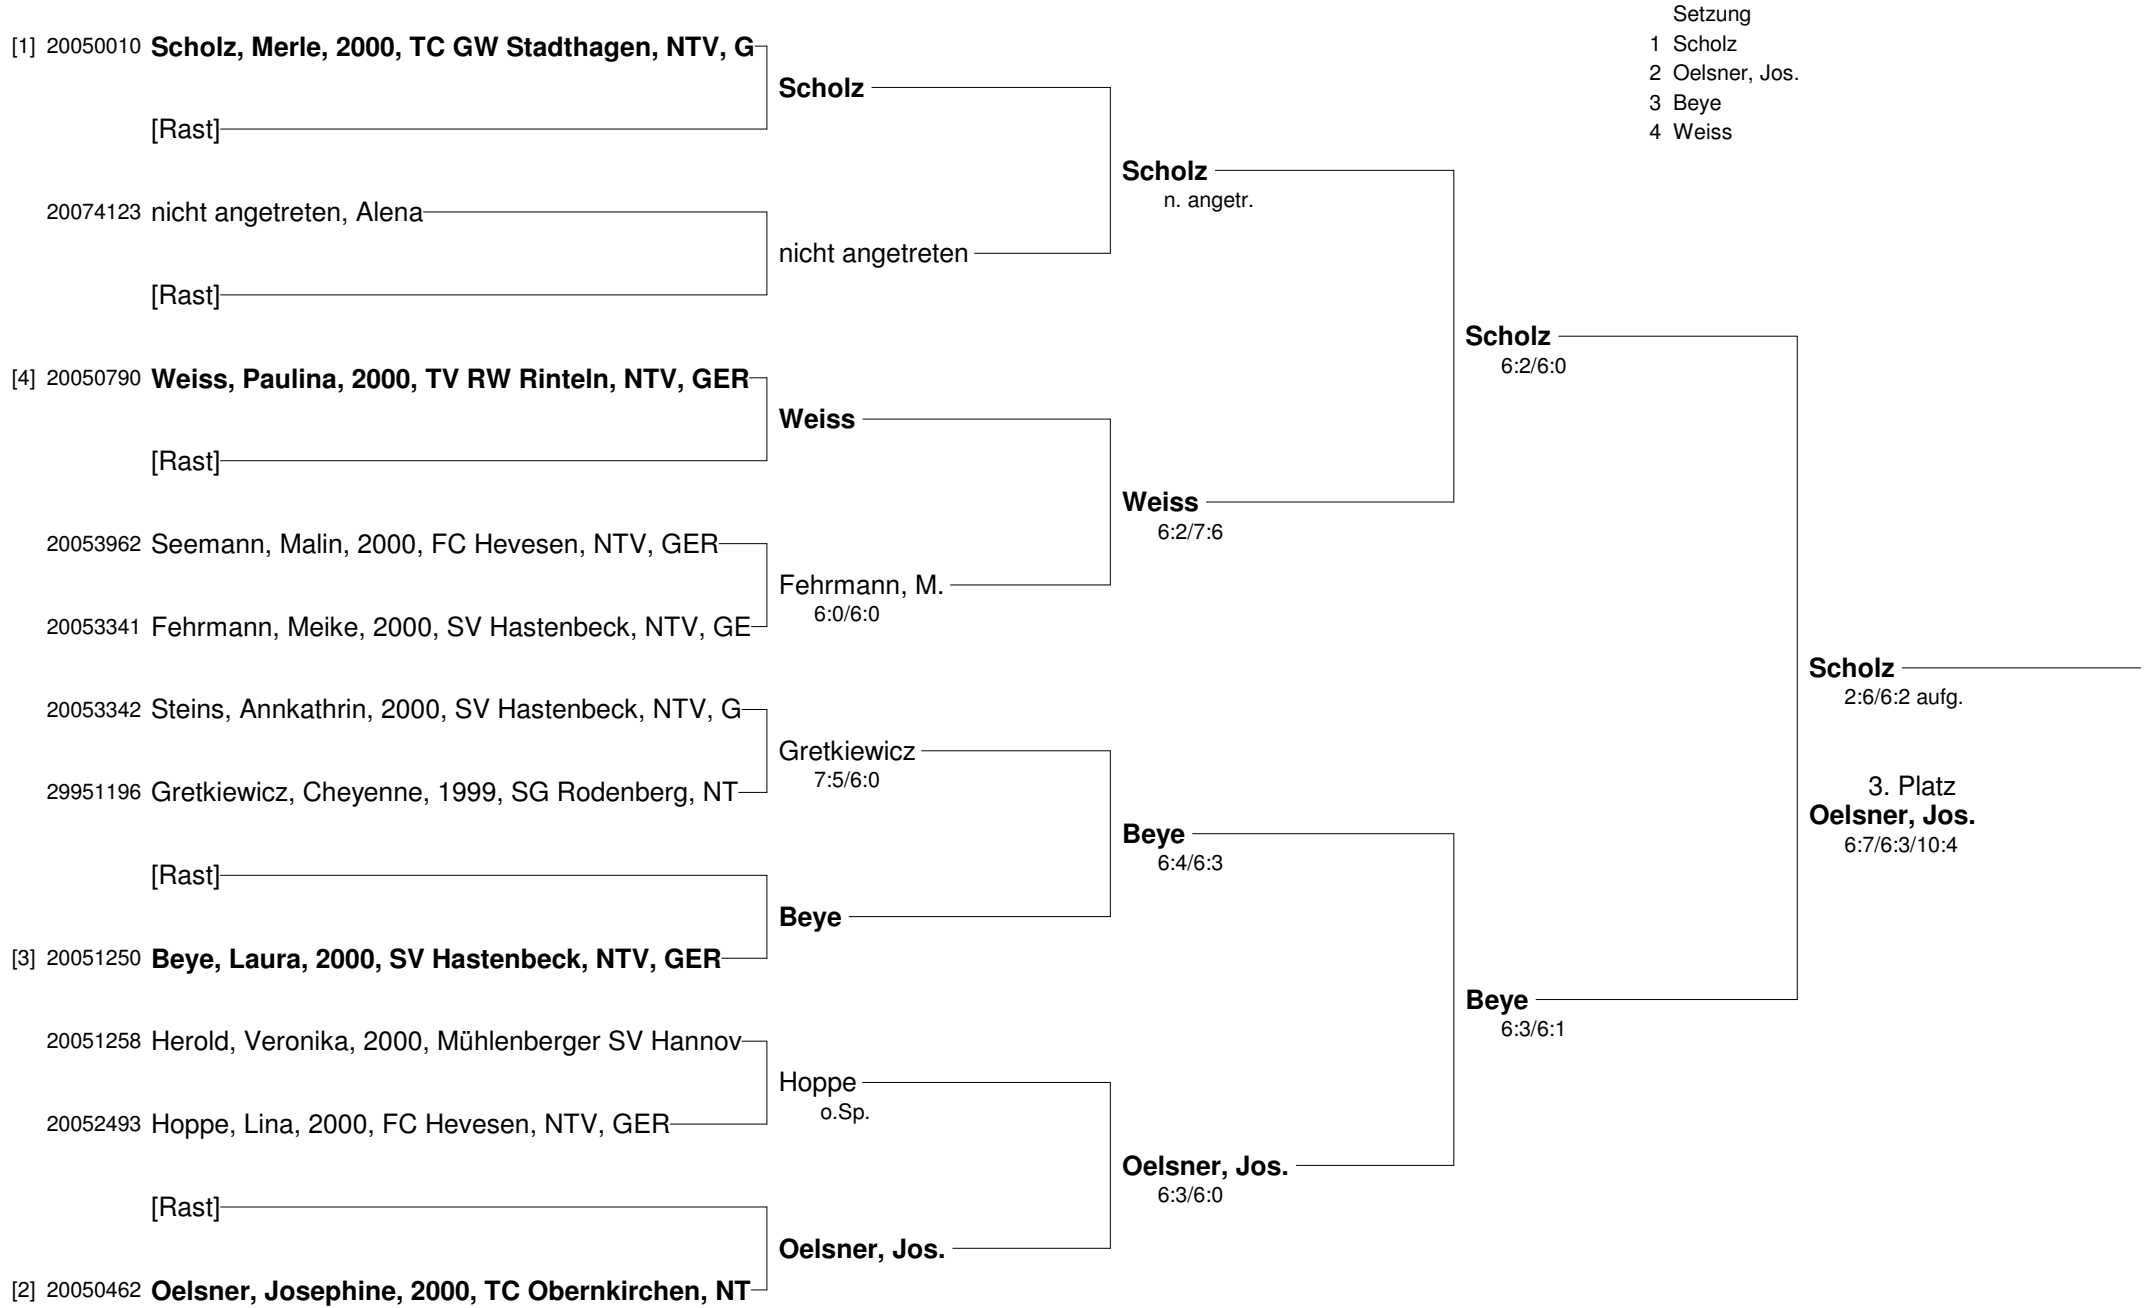 Setzung
1 Scholz
2 Oelsner, Jos.
3 Beye
4 Weiss
[1] 20050010 Scholz, Merle, 2000, TC GW Stadthagen, NTV, G
Scholz
[Rast]
Scholz
n. angetr.
20074123 nicht angetreten, Alena
nicht angetreten
[Rast]
Scholz
6:2/6:0
[4] 20050790 Weiss, Paulina, 2000, TV RW Rinteln, NTV, GER
Weiss
[Rast]
Weiss
6:2/7:6
20053962 Seemann, Malin, 2000, FC Hevesen, NTV, GER
Fehrmann, M.
6:0/6:0
20053341 Fehrmann, Meike, 2000, SV Hastenbeck, NTV, GE
Scholz
2:6/6:2 aufg.
20053342 Steins, Annkathrin, 2000, SV Hastenbeck, NTV, G
Gretkiewicz
7:5/6:0
29951196 Gretkiewicz, Cheyenne, 1999, SG Rodenberg, NT
3. Platz
Oelsner, Jos.
6:7/6:3/10:4
Beye
6:4/6:3
[Rast]
Beye
[3] 20051250 Beye, Laura, 2000, SV Hastenbeck, NTV, GER
Beye
6:3/6:1
20051258 Herold, Veronika, 2000, Mühlenberger SV Hannov
Hoppe
o.Sp.
20052493 Hoppe, Lina, 2000, FC Hevesen, NTV, GER
Oelsner, Jos.
6:3/6:0
[Rast]
Oelsner, Jos.
[2] 20050462 Oelsner, Josephine, 2000, TC Obernkirchen, NT